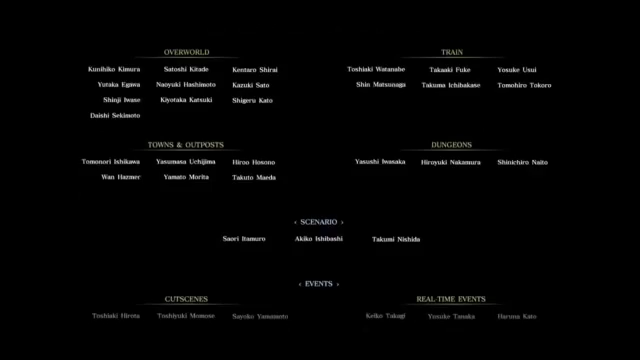 OVERWORLD
Kunihiko Kimura Satoshi Kitade Kentaro Shirai
Yutaka Egawa Naoyuki Hashimoto Kazuki Sato
Shinji Iwase Kiyotaka Katsuki Shigeru Kato
Daishi Sekimoto
TRAIN
Toshiaki Watanabe Takaaki Fuke Yosuke Usui
Shin Matsunaga Takuma Ichibakase Tomohiro Tokoro
TOWNS & OUTPOSTS
Tomonori Ishikawa Yasumasa Uchijima Hiroo Hosono
Wan Hazmer Yamato Morita Takuto Maeda
DUNGEONS
Yasushi Iwasaka Hiroyuki Nakamura Shinichiro Naito
‹ SCENARIO ›
Saori Itamuro Akiko Ishibashi Takumi Nishida
‹ EVENTS ›
CUTSCENES
Toshiaki Hirota Toshiyuki Momose Sayoko Yamamoto
REAL-TIME EVENTS
Keiko Takagi Yosuke Tanaka Haruna Kato